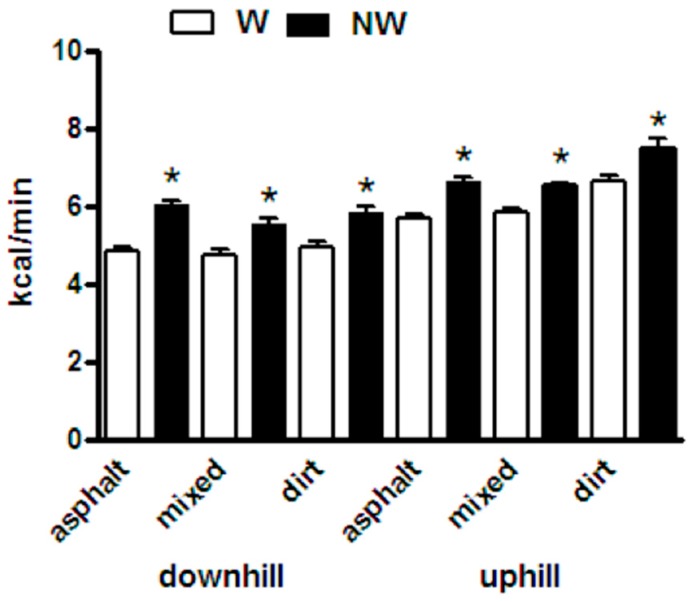 W NW
10
8
6
4
2
0
kcal/min
* * * * * *
asphalt mixed dirt asphalt mixed dirt
downhill uphill